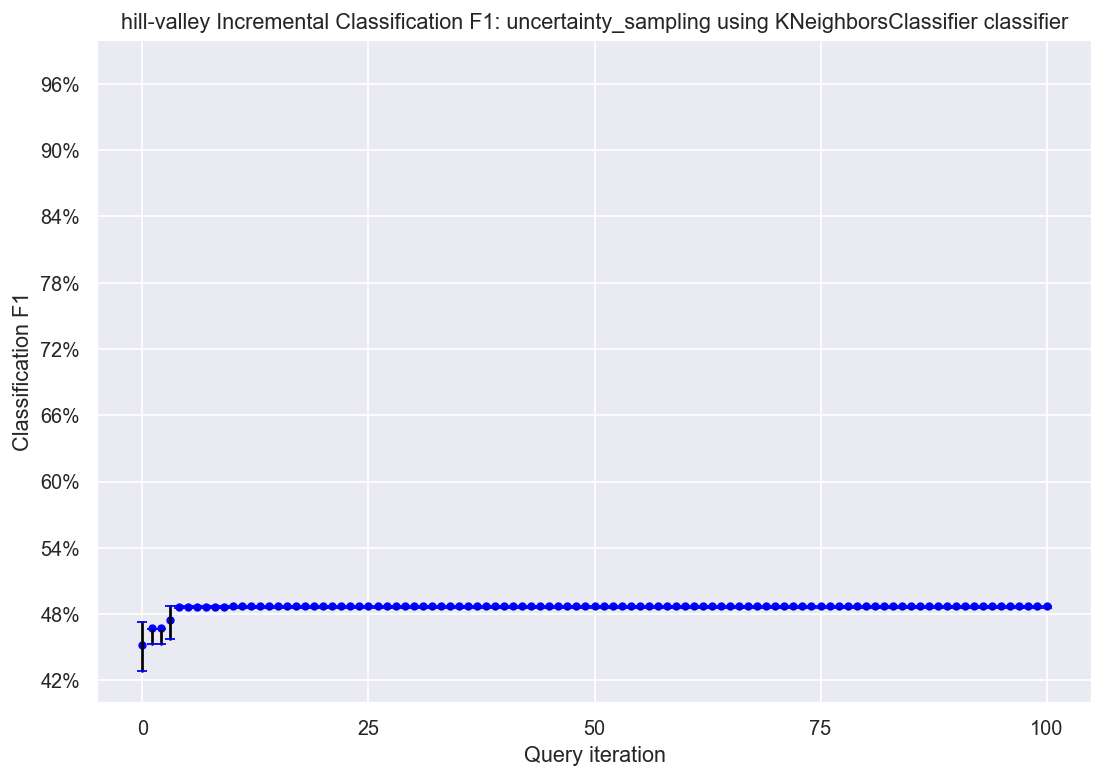 hill-valley Incremental Classification F1: uncertainty_sampling using KNeighborsClassifier classifier
96%
90%
84%
78%
72%
66%
60%
54%
48%
42%
Classification F1
0 25 50 75 100
Query iteration